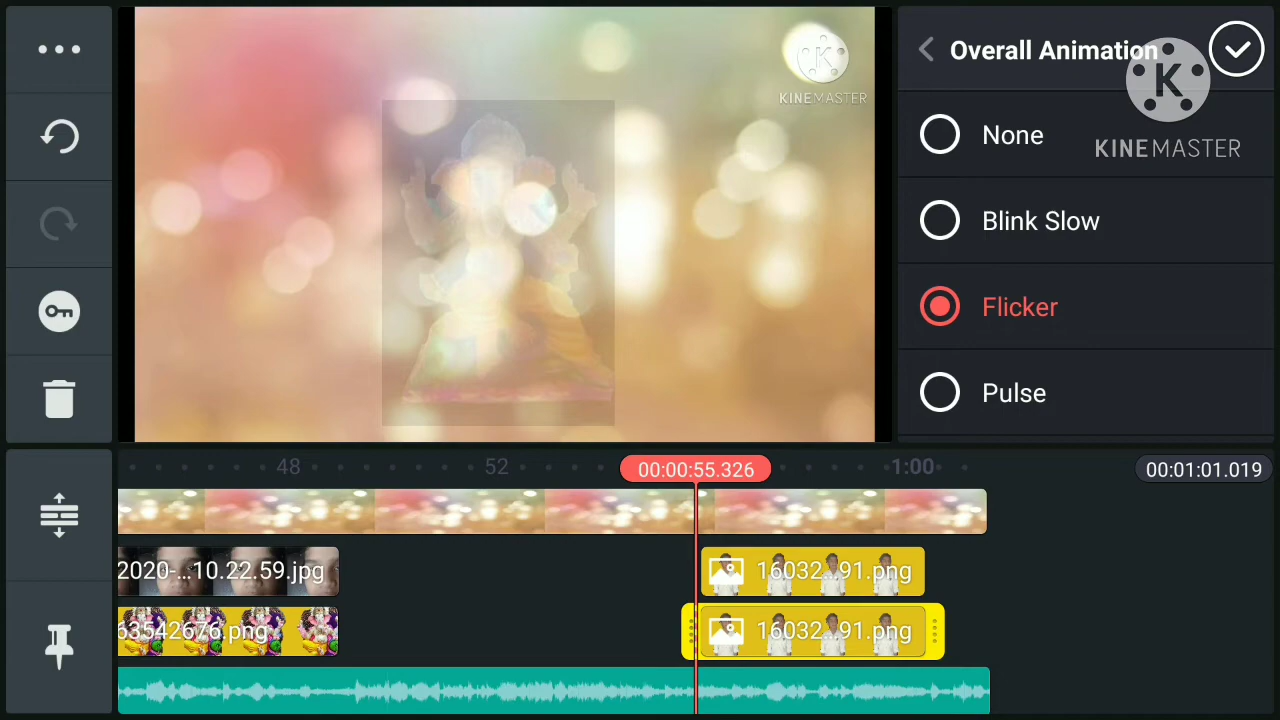 KINEMASTER
Overall Animation
K
KINEMASTER
None
Blink Slow
Flicker
Pulse
48
52
00:00:55.326
1:00
00:01:01.019
2020-...10.22.59.jpg
16032...91.png
63542676.png
16032...91.png